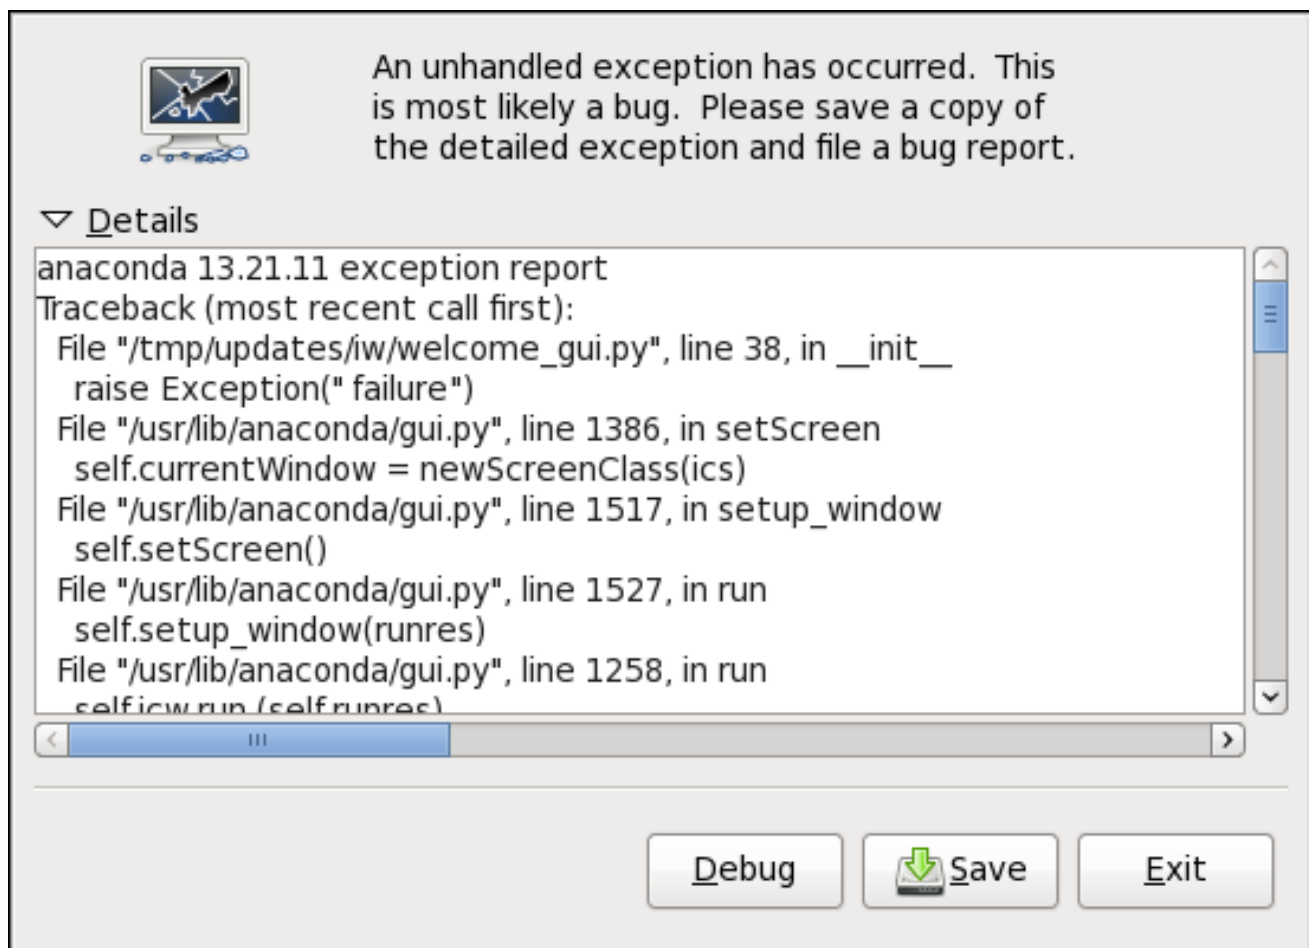 An unhandled exception has occurred.  This
is most likely a bug.  Please save a copy of
the detailed exception and file a bug report.
Details
anaconda 13.21.11 exception report
Traceback (most recent call first):
File "/tmp/updates/iw/welcome_gui.py", line 38, in __init__
raise Exception(" failure")
File "/usr/lib/anaconda/gui.py", line 1386, in setScreen
self.currentWindow = newScreenClass(ics)
File "/usr/lib/anaconda/gui.py", line 1517, in setup_window
self.setScreen()
File "/usr/lib/anaconda/gui.py", line 1527, in run
self.setup_window(runres)
File "/usr/lib/anaconda/gui.py", line 1258, in run
self.icw.run (self.runres)
Debug
Save
Exit